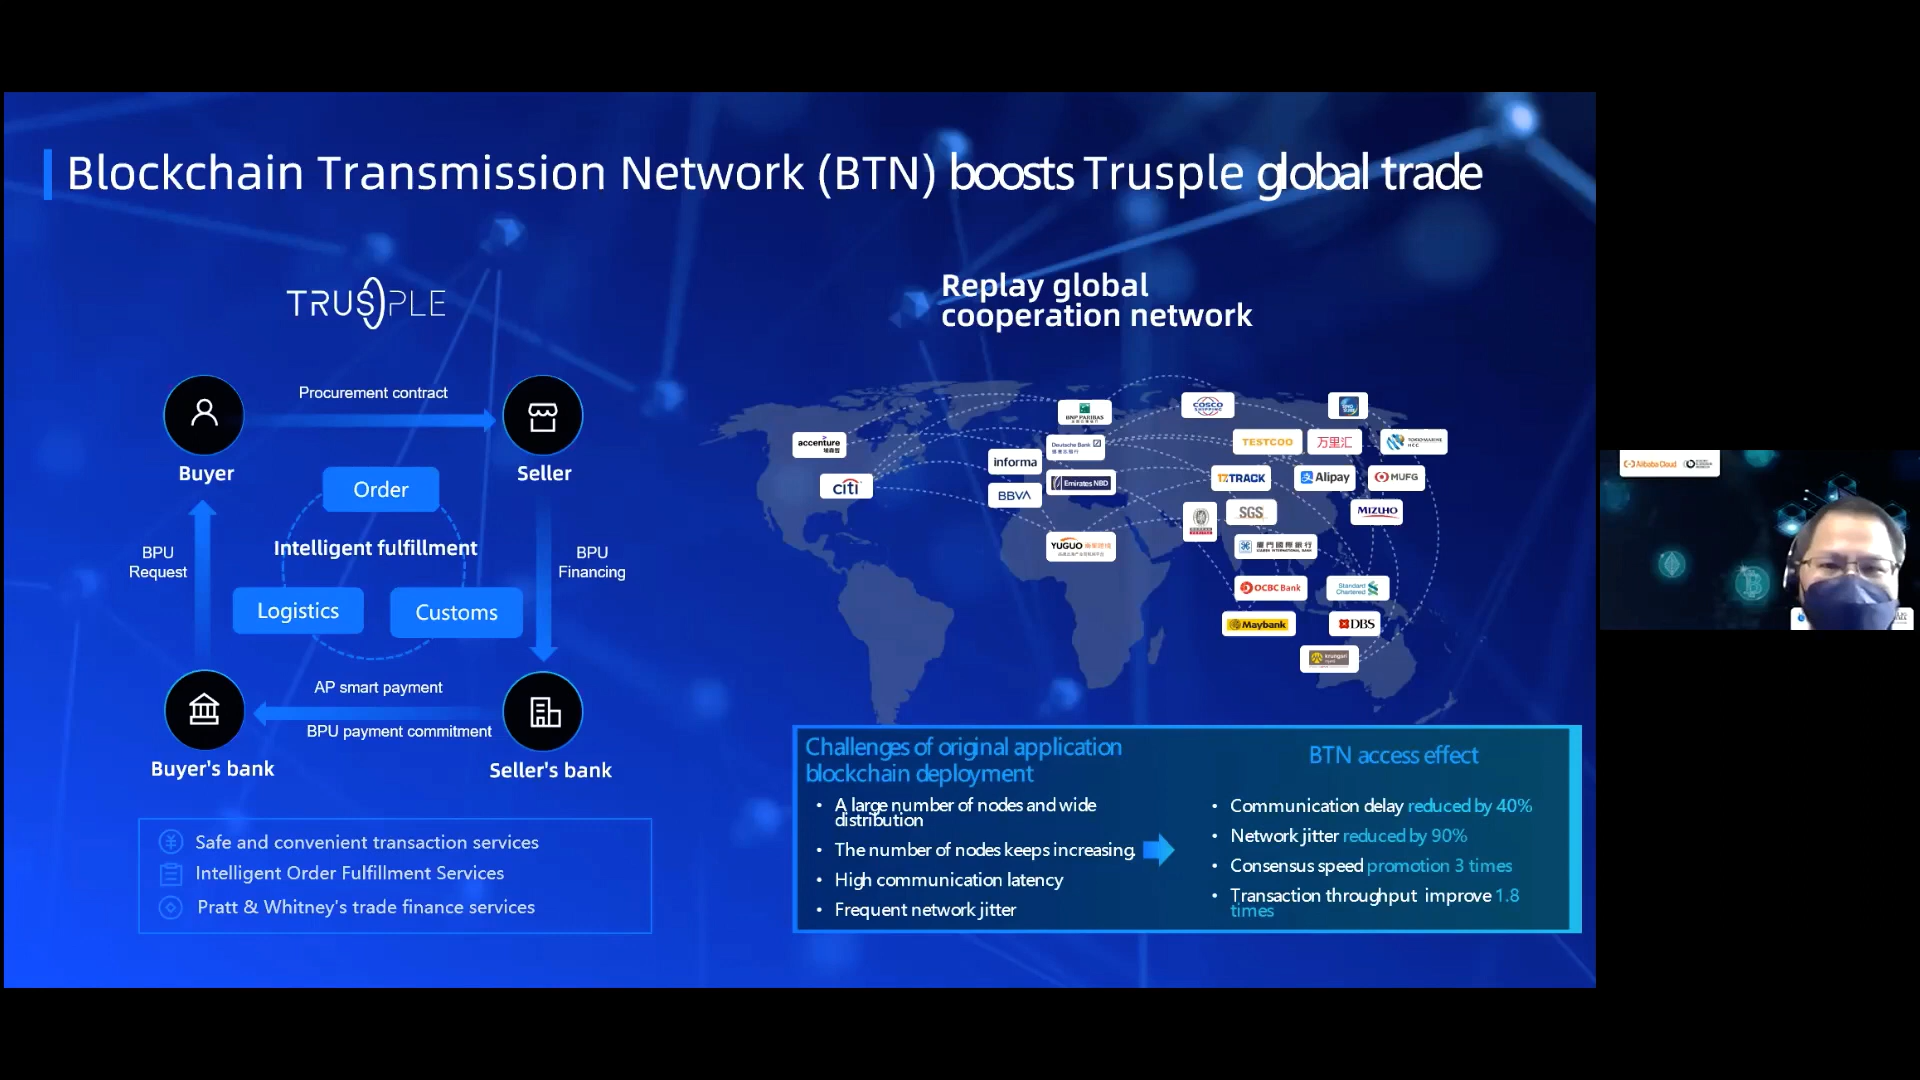 Blockchain Transmission Network (BTN) boosts Trusple global trade
TRUSPLE
Procurement contract
Buyer
Seller
Order
Intelligent fulfillment
BPU
Request
BPU
Financing
Logistics
Customs
AP smart payment
BPU payment commitment
Buyer's bank
Seller's bank
Safe and convenient transaction services
Intelligent Order Fulfillment Services
Pratt & Whitney's trade finance services
Replay global
cooperation network
accenture
citi
BNP PARIBAS
Deutsche Bank
informa
Emirates NBD
BBVA
YUGUO
COSCO
SHIPPING
TESTCOO
万里汇
TOKIO MARINE
HCC
17TRACK
Alipay
MUFG
SGS
MIZUHO
廈門國際銀行
XIAMEN INTERNATIONAL BANK
OCBC Bank
Standard
Chartered
Maybank
DBS
krungsri
Challenges of original application
blockchain deployment
• A large number of nodes and wide
distribution
• The number of nodes keeps increasing.
• High communication latency
• Frequent network jitter
BTN access effect
• Communication delay reduced by 40%
• Network jitter reduced by 90%
• Consensus speed promotion 3 times
• Transaction throughput improve 1.8
times
Alibaba Cloud